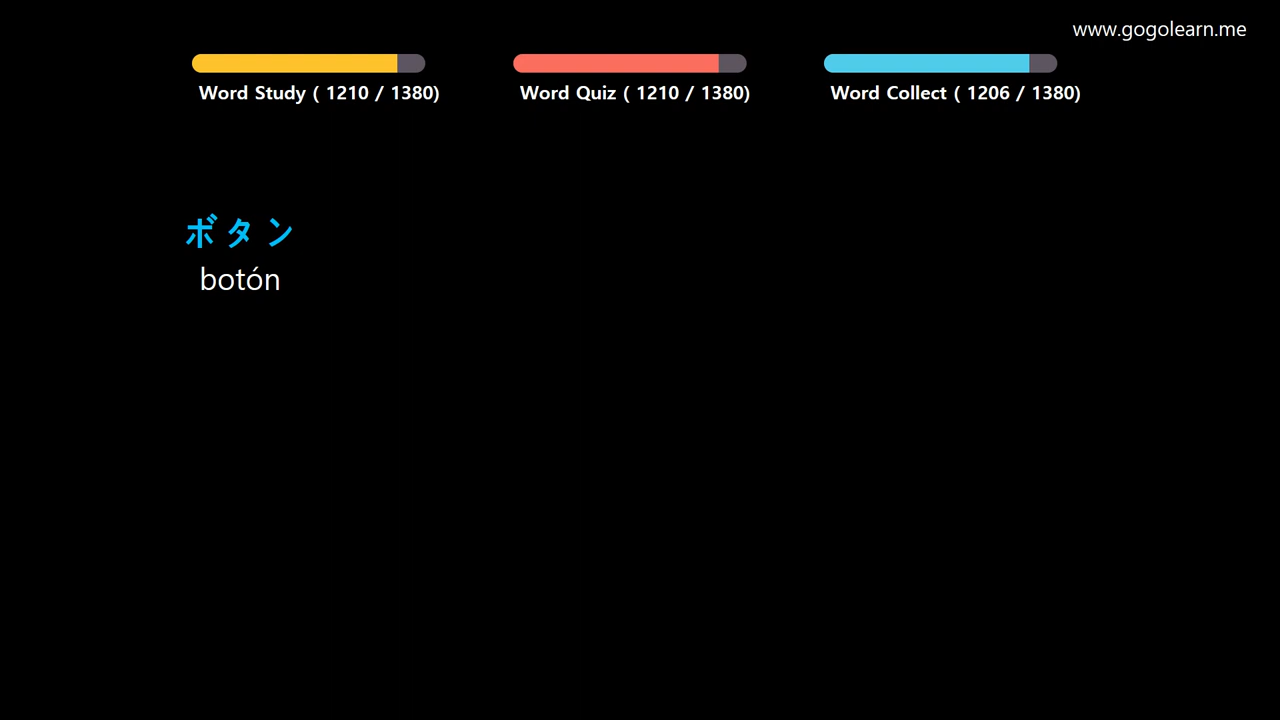 www.gogolearn.me
Word Study ( 1210 / 1380)
Word Quiz ( 1210 / 1380)
Word Collect ( 1206 / 1380)
ボタン
botón